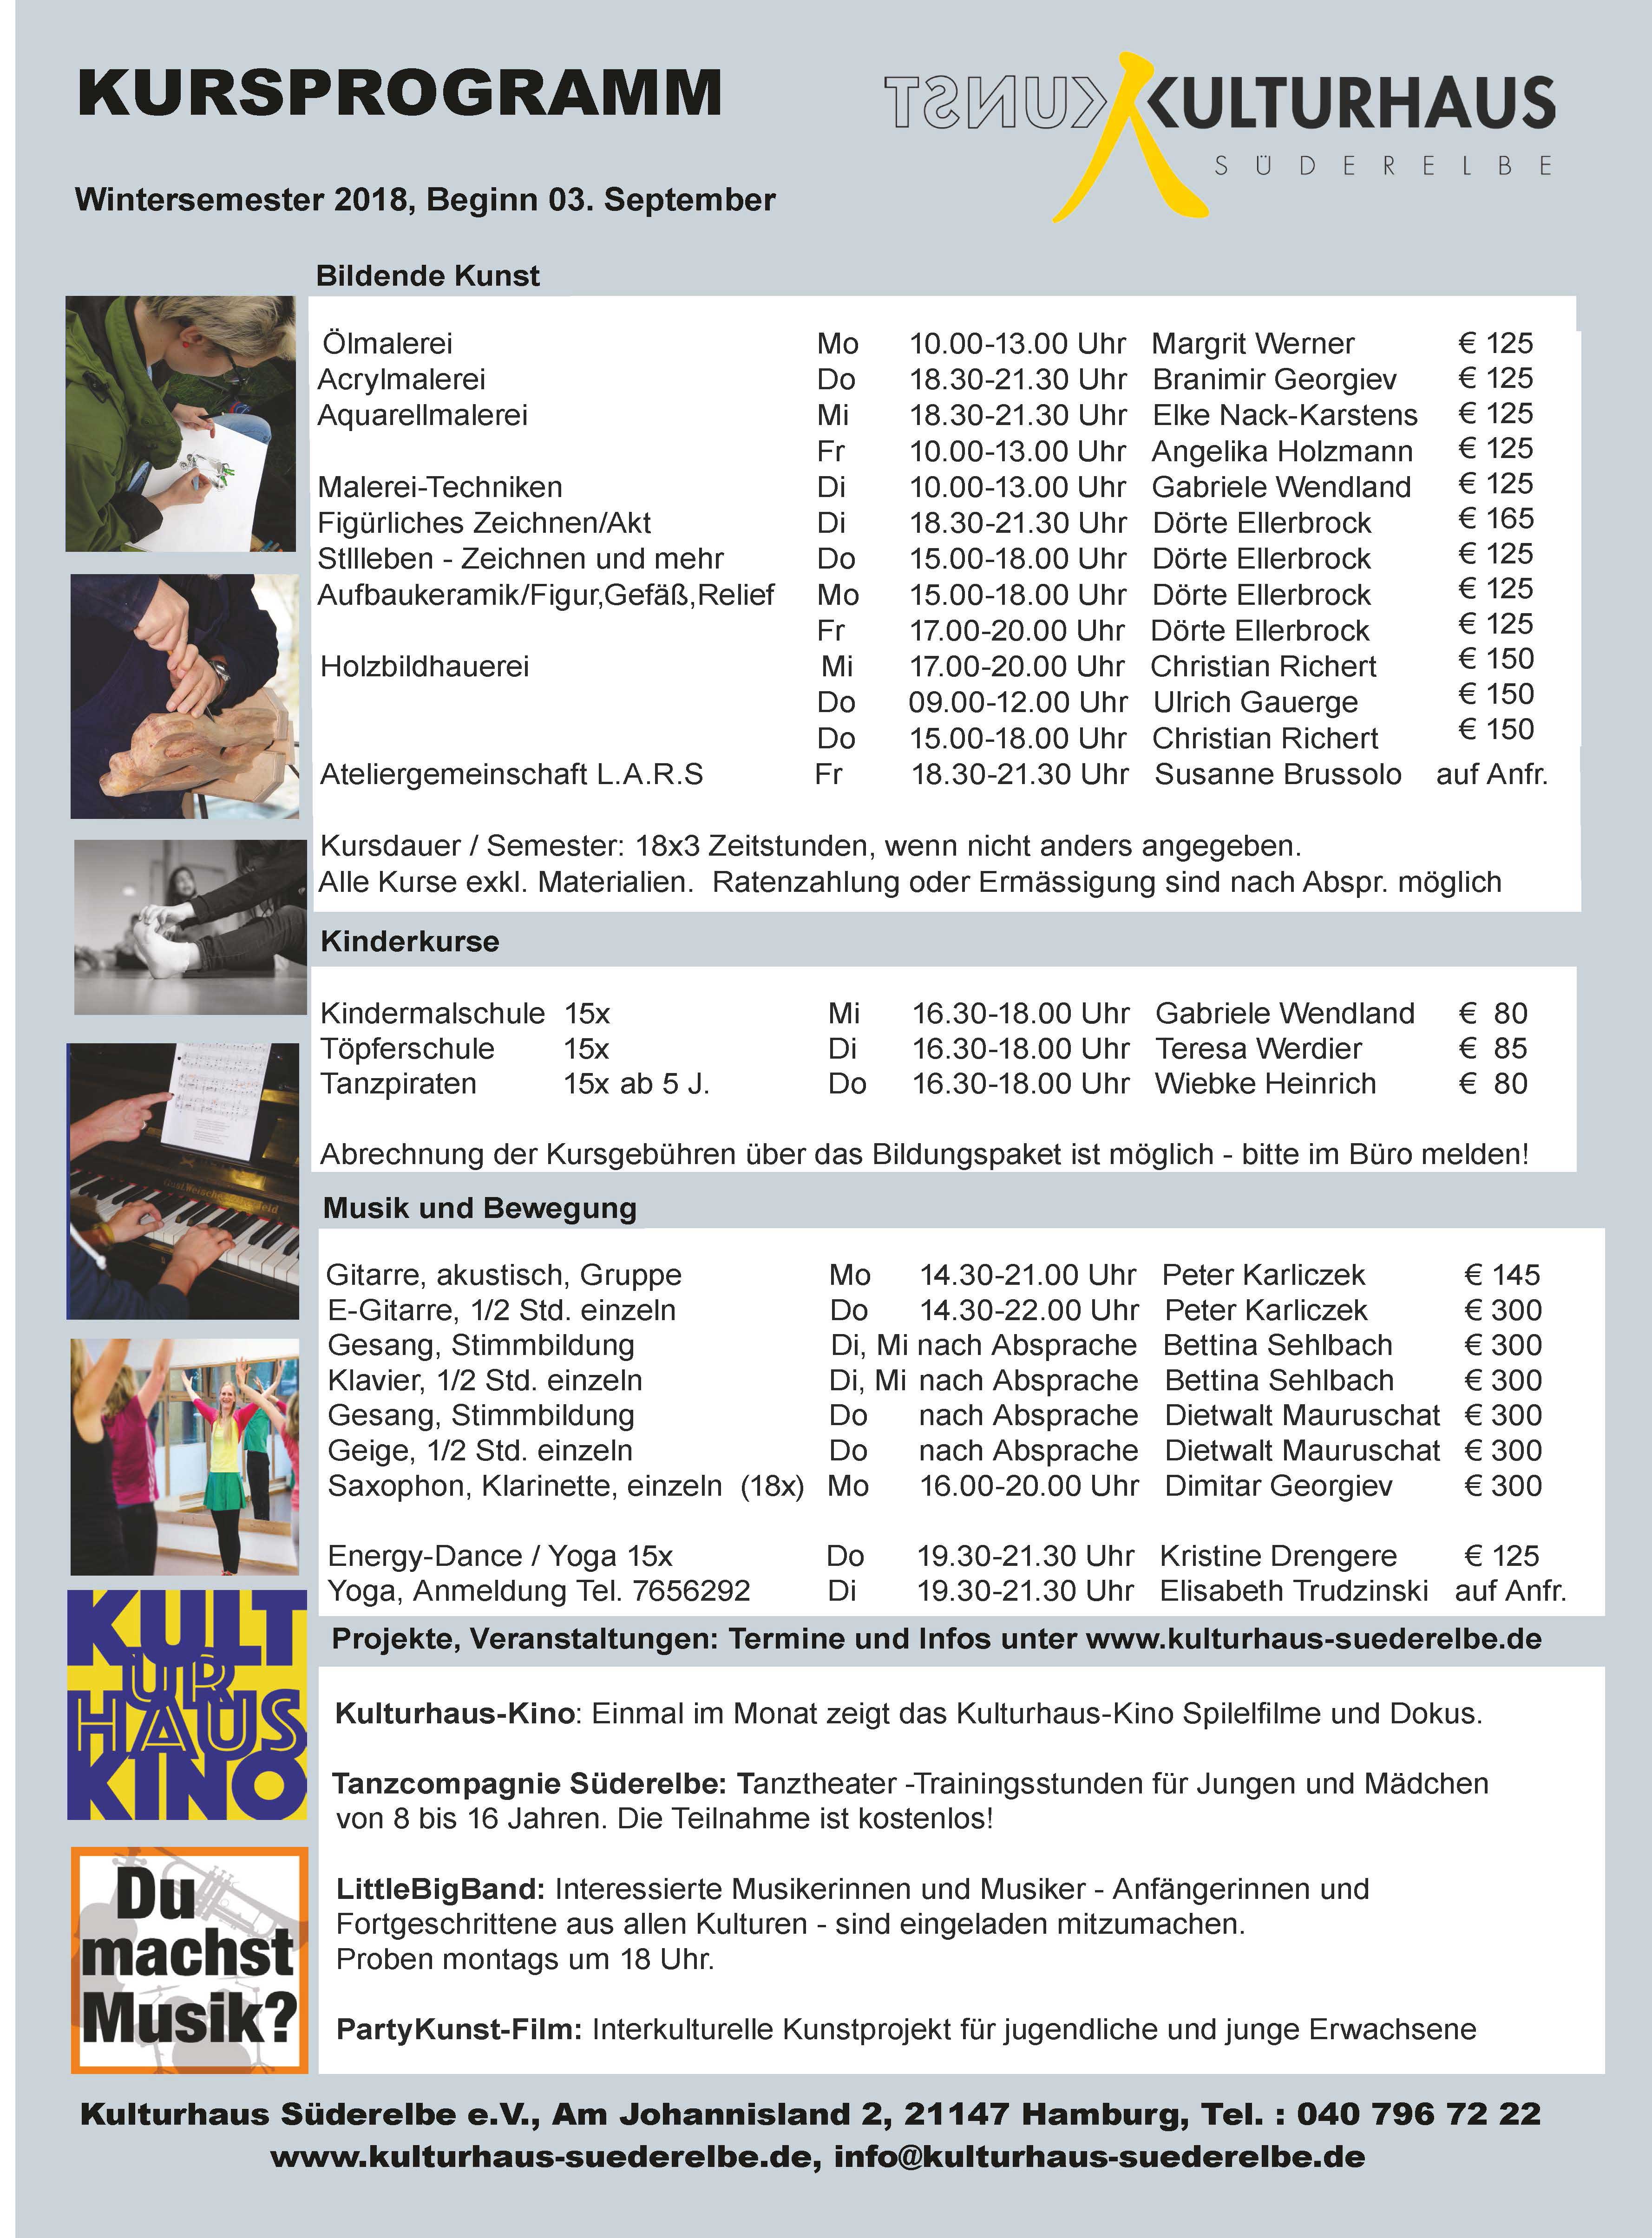 KURSPROGRAMM
KUNST KULTURHAUS
SÜDERELBE
Wintersemester 2018, Beginn 03. September
Bildende Kunst
Ölmalerei Mo 10.00-13.00 Uhr Margrit Werner € 125
Acrylmalerei Do 18.30-21.30 Uhr Branimir Georgiev € 125
Aquarellmalerei Mi 18.30-21.30 Uhr Elke Nack-Karstens € 125
Fr 10.00-13.00 Uhr Angelika Holzmann € 125
Malerei-Techniken Di 10.00-13.00 Uhr Gabriele Wendland € 125
Figürliches Zeichnen/Akt Di 18.30-21.30 Uhr Dörte Ellerbrock € 165
Stllleben - Zeichnen und mehr Do 15.00-18.00 Uhr Dörte Ellerbrock € 125
Aufbaukeramik/Figur,Gefäß,Relief Mo 15.00-18.00 Uhr Dörte Ellerbrock € 125
Fr 17.00-20.00 Uhr Dörte Ellerbrock € 125
Holzbildhauerei Mi 17.00-20.00 Uhr Christian Richert € 150
Do 09.00-12.00 Uhr Ulrich Gauerge € 150
Do 15.00-18.00 Uhr Christian Richert € 150
Ateliergemeinschaft L.A.R.S Fr 18.30-21.30 Uhr Susanne Brussolo auf Anfr.
Kursdauer / Semester: 18x3 Zeitstunden, wenn nicht anders angegeben.
Alle Kurse exkl. Materialien. Ratenzahlung oder Ermässigung sind nach Abspr. möglich
Kinderkurse
Kindermalschule 15x Mi 16.30-18.00 Uhr Gabriele Wendland € 80
Töpferschule 15x Di 16.30-18.00 Uhr Teresa Werdier € 85
Tanzpiraten 15x ab 5 J. Do 16.30-18.00 Uhr Wiebke Heinrich € 80
Abrechnung der Kursgebühren über das Bildungspaket ist möglich - bitte im Büro melden!
Musik und Bewegung
Gitarre, akustisch, Gruppe Mo 14.30-21.00 Uhr Peter Karliczek € 145
E-Gitarre, 1/2 Std. einzeln Do 14.30-22.00 Uhr Peter Karliczek € 300
Gesang, Stimmbildung Di, Mi nach Absprache Bettina Sehlbach € 300
Klavier, 1/2 Std. einzeln Di, Mi nach Absprache Bettina Sehlbach € 300
Gesang, Stimmbildung Do nach Absprache Dietwalt Mauruschat € 300
Geige, 1/2 Std. einzeln Do nach Absprache Dietwalt Mauruschat € 300
Saxophon, Klarinette, einzeln (18x) Mo 16.00-20.00 Uhr Dimitar Georgiev € 300
Energy-Dance / Yoga 15x Do 19.30-21.30 Uhr Kristine Drengere € 125
Yoga, Anmeldung Tel. 7656292 Di 19.30-21.30 Uhr Elisabeth Trudzinski auf Anfr.
Projekte, Veranstaltungen: Termine und Infos unter www.kulturhaus-suederelbe.de
KULT
UR
HAUS
KINO
Kulturhaus-Kino: Einmal im Monat zeigt das Kulturhaus-Kino Spilelfilme und Dokus.
Tanzcompagnie Süderelbe: Tanztheater -Trainingsstunden für Jungen und Mädchen
von 8 bis 16 Jahren. Die Teilnahme ist kostenlos!
Du
machst
Musik?
LittleBigBand: Interessierte Musikerinnen und Musiker - Anfängerinnen und
Fortgeschrittene aus allen Kulturen - sind eingeladen mitzumachen.
Proben montags um 18 Uhr.
PartyKunst-Film: Interkulturelle Kunstprojekt für jugendliche und junge Erwachsene
Kulturhaus Süderelbe e.V., Am Johannisland 2, 21147 Hamburg, Tel. : 040 796 72 22
www.kulturhaus-suederelbe.de, info@kulturhaus-suederelbe.de